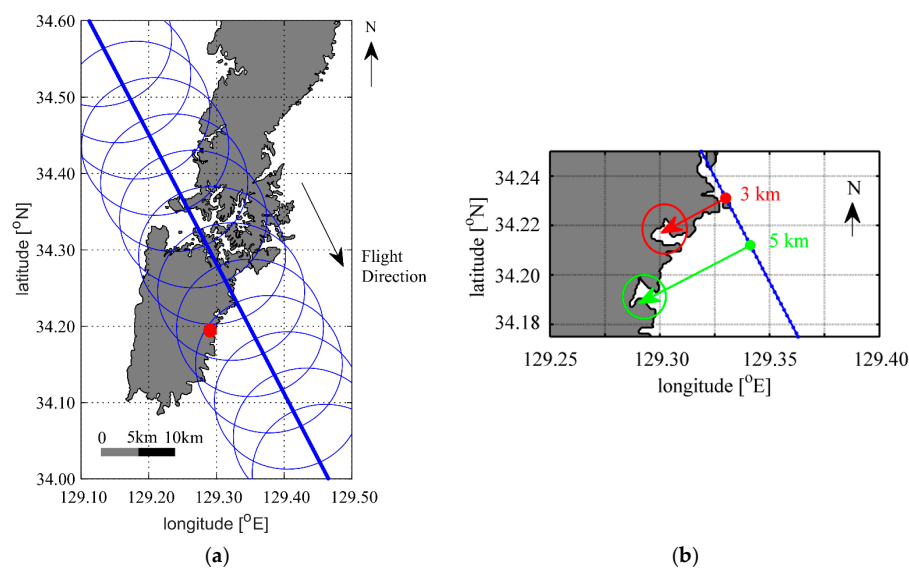 34.60
34.50
34.40
34.30
34.20
34.10
34.00
latitude [°N]
N
Flight
Direction
0 5km 10km
129.10 129.20 129.30 129.40 129.50
longitude [°E]
(a)
34.24
34.22
34.20
34.18
latitude [°N]
3 km
5 km
N
129.25 129.30 129.35 129.40
longitude [°E]
(b)